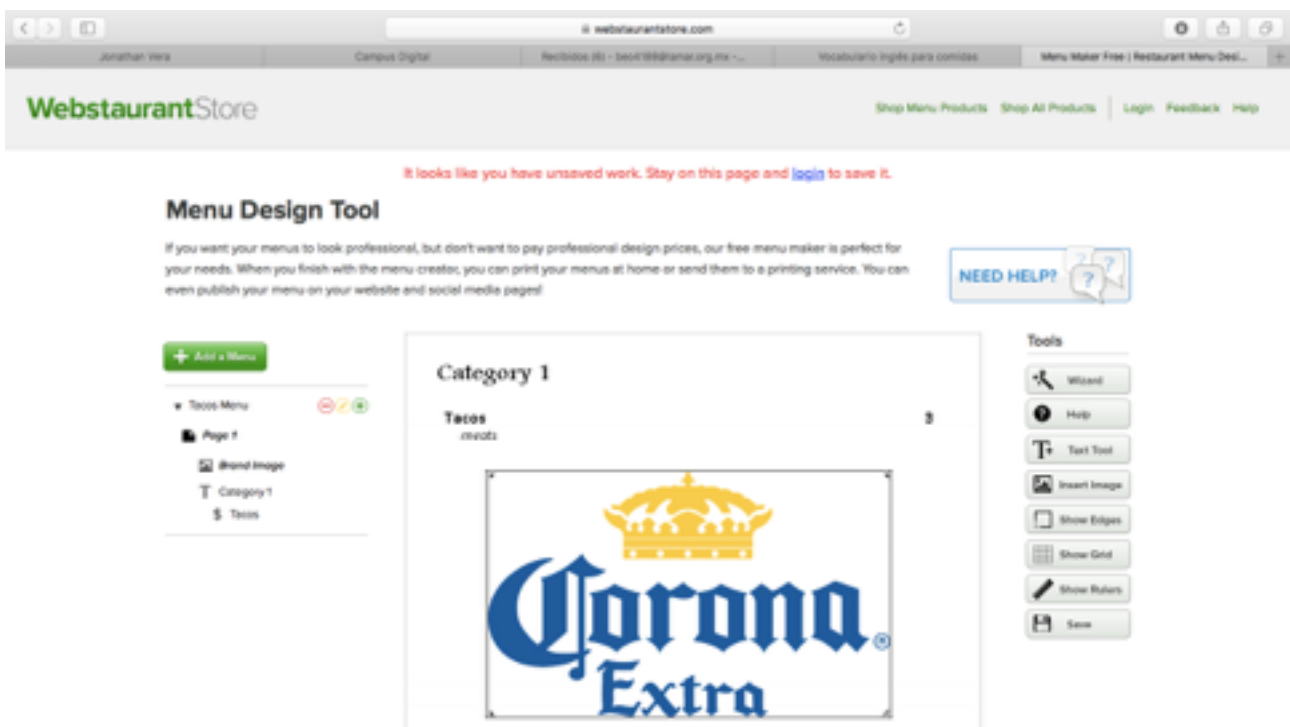 webstaurantstore.com
Jonathan Vera
Campus Digital
Vocabulario inglés para comidas
Menu Maker Free | Restaurant Menu Desi...
WebstaurantStore
Shop Menu Products Shop All Products Login Feedback Help
It looks like you have unsaved work. Stay on this page and login to save it.
Menu Design Tool
If you want your menus to look professional, but don't want to pay professional design prices, our free menu maker is perfect for
your needs. When you finish with the menu creator, you can print your menus at home or send them to a printing service. You can
even publish your menu on your website and social media pages!
NEED HELP?
? ? ?
Add a Menu
Tacos Menu
Page 1
Brand Image
Category 1
$ Tacos
Category 1
Tacos 3
meats
Corona®
Extra
Tools
Wizard
Help
Text Tool
Insert Image
Show Edges
Show Grid
Show Rulers
Save